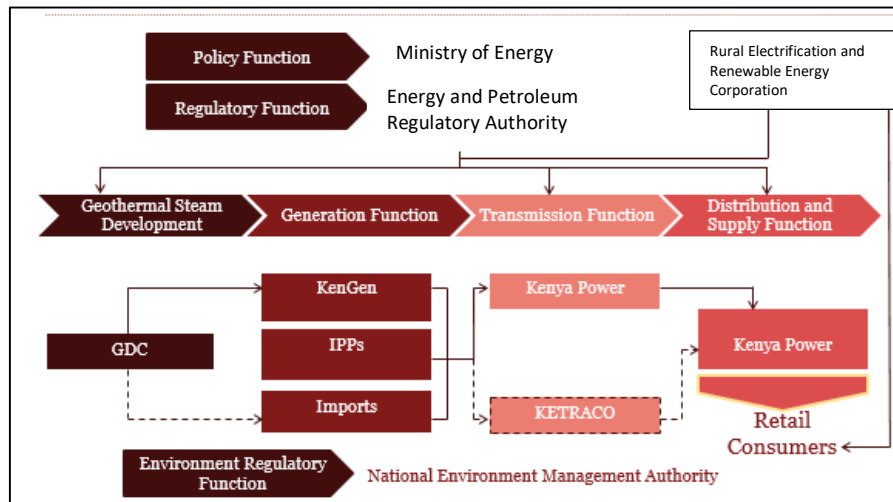 Policy Function
Ministry of Energy
Rural Electrification and
Renewable Energy
Corporation
Regulatory Function
Energy and Petroleum
Regulatory Authority
Geothermal Steam
Development
Generation Function
Transmission Function
Distribution and
Supply Function
KenGen
Kenya Power
GDC
IPPs
Kenya Power
Imports
KETRACO
Retail
Consumers
Environment Regulatory
Function
National Environment Management Authority